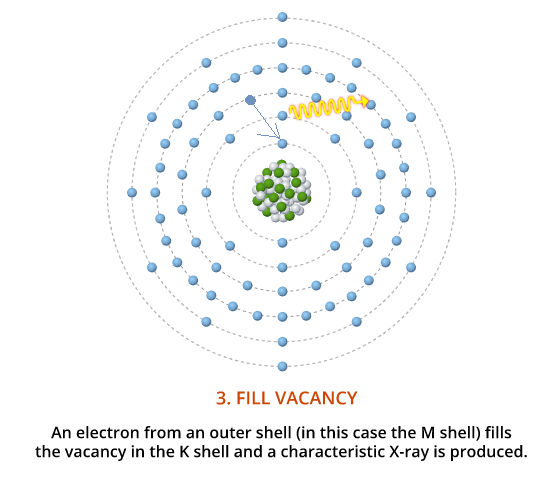 3. FILL VACANCY
An electron from an outer shell (in this case the M shell) fills
the vacancy in the K shell and a characteristic X-ray is produced.